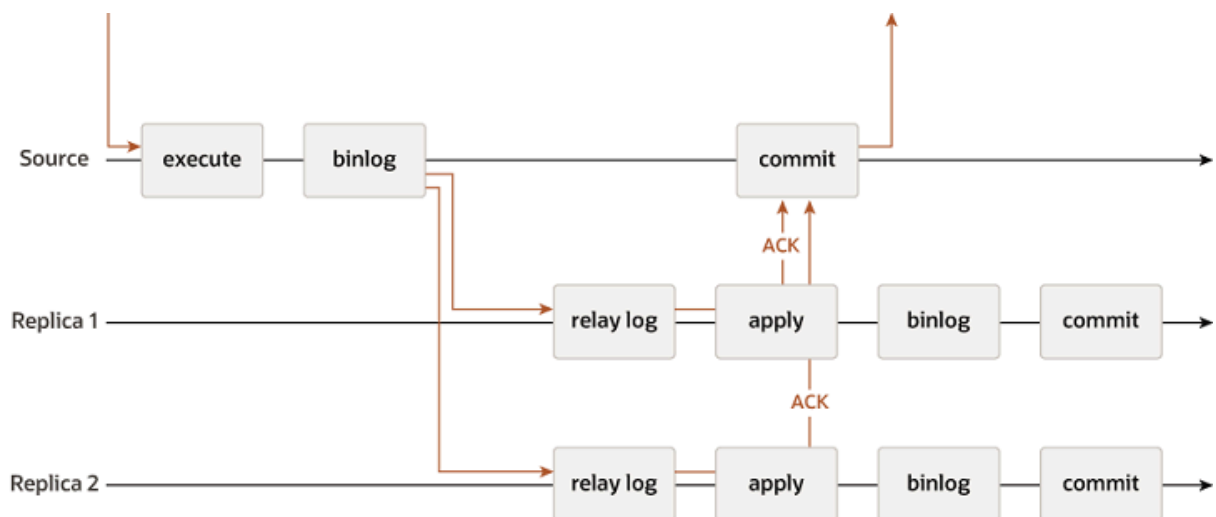 Source execute binlog commit
ACK
Replica 1 relay log apply binlog commit
ACK
Replica 2 relay log apply binlog commit